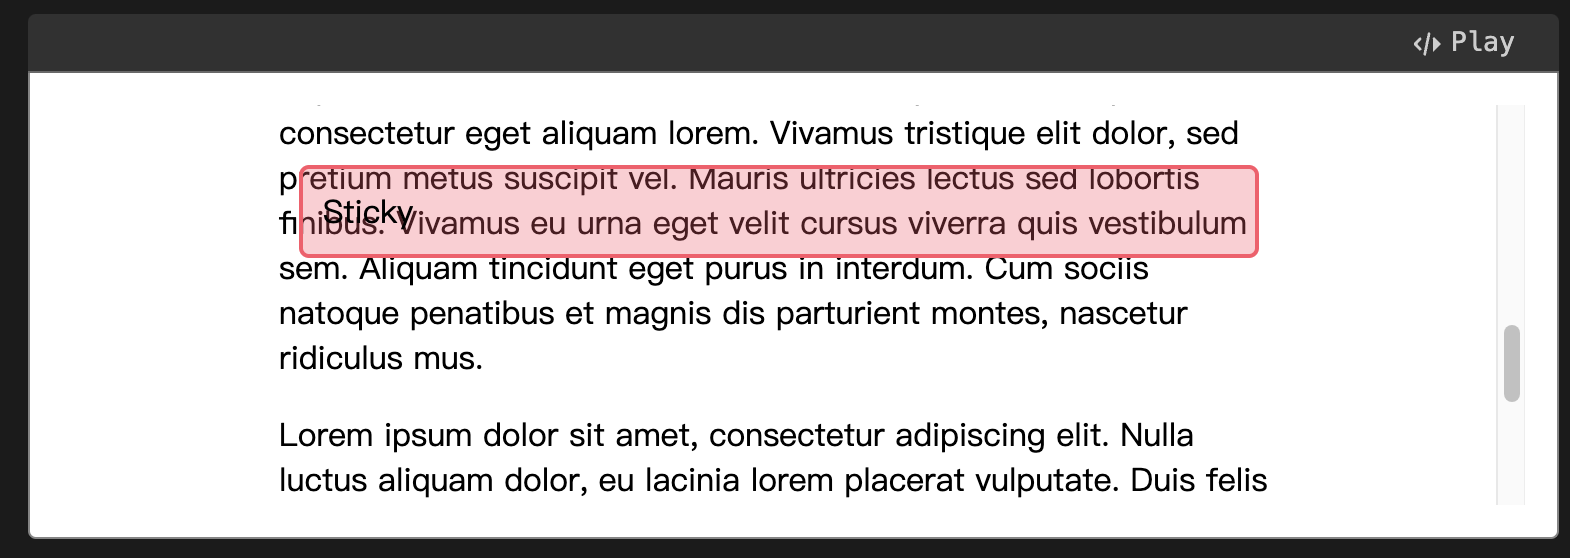 Play
consectetur eget aliquam lorem. Vivamus tristique elit dolor, sed
pretium metus suscipit vel. Mauris ultricies lectus sed lobortis
Sticky
finibus. Vivamus eu urna eget velit cursus viverra quis vestibulum
sem. Aliquam tincidunt eget purus in interdum. Cum sociis
natoque penatibus et magnis dis parturient montes, nascetur
ridiculus mus.
Lorem ipsum dolor sit amet, consectetur adipiscing elit. Nulla
luctus aliquam dolor, eu lacinia lorem placerat vulputate. Duis felis